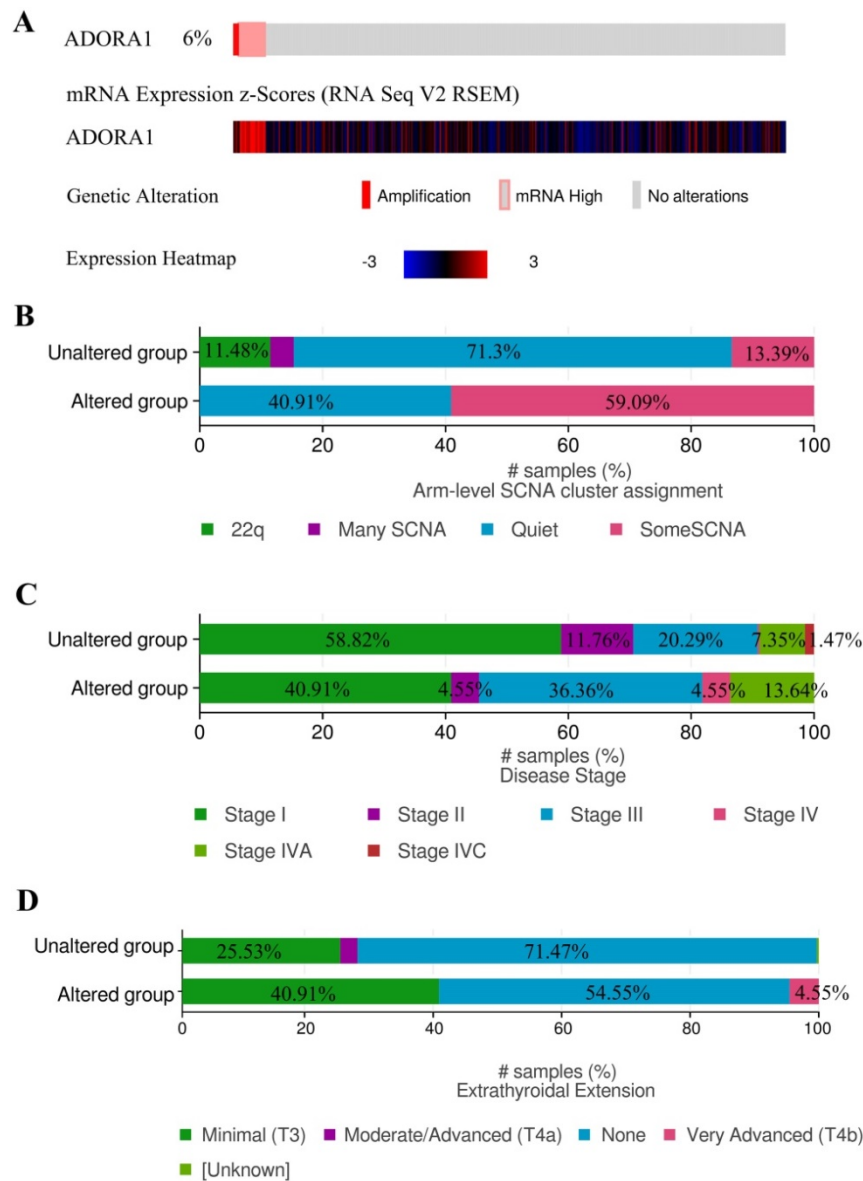 A
ADORA1 6%
mRNA Expression z-Scores (RNA Seq V2 RSEM)
ADORA1
Genetic Alteration Amplification mRNA High No alterations
Expression Heatmap -3 3
B
Unaltered group 11.48% 71.3% 13.39%
Altered group 40.91% 59.09%
0 20 40 60 80 100
# samples (%)
Arm-level SCNA cluster assignment
22q Many SCNA Quiet SomeSCNA
C
Unaltered group 58.82% 11.76% 20.29% 7.35% 1.47%
Altered group 40.91% 4.55% 36.36% 4.55% 13.64%
0 20 40 60 80 100
# samples (%)
Disease Stage
Stage I Stage II Stage III Stage IV
Stage IVA Stage IVC
D
Unaltered group 25.53% 71.47%
Altered group 40.91% 54.55% 4.55%
0 20 40 60 80 100
# samples (%)
Extrathyroidal Extension
Minimal (T3) Moderate/Advanced (T4a) None Very Advanced (T4b)
[Unknown]